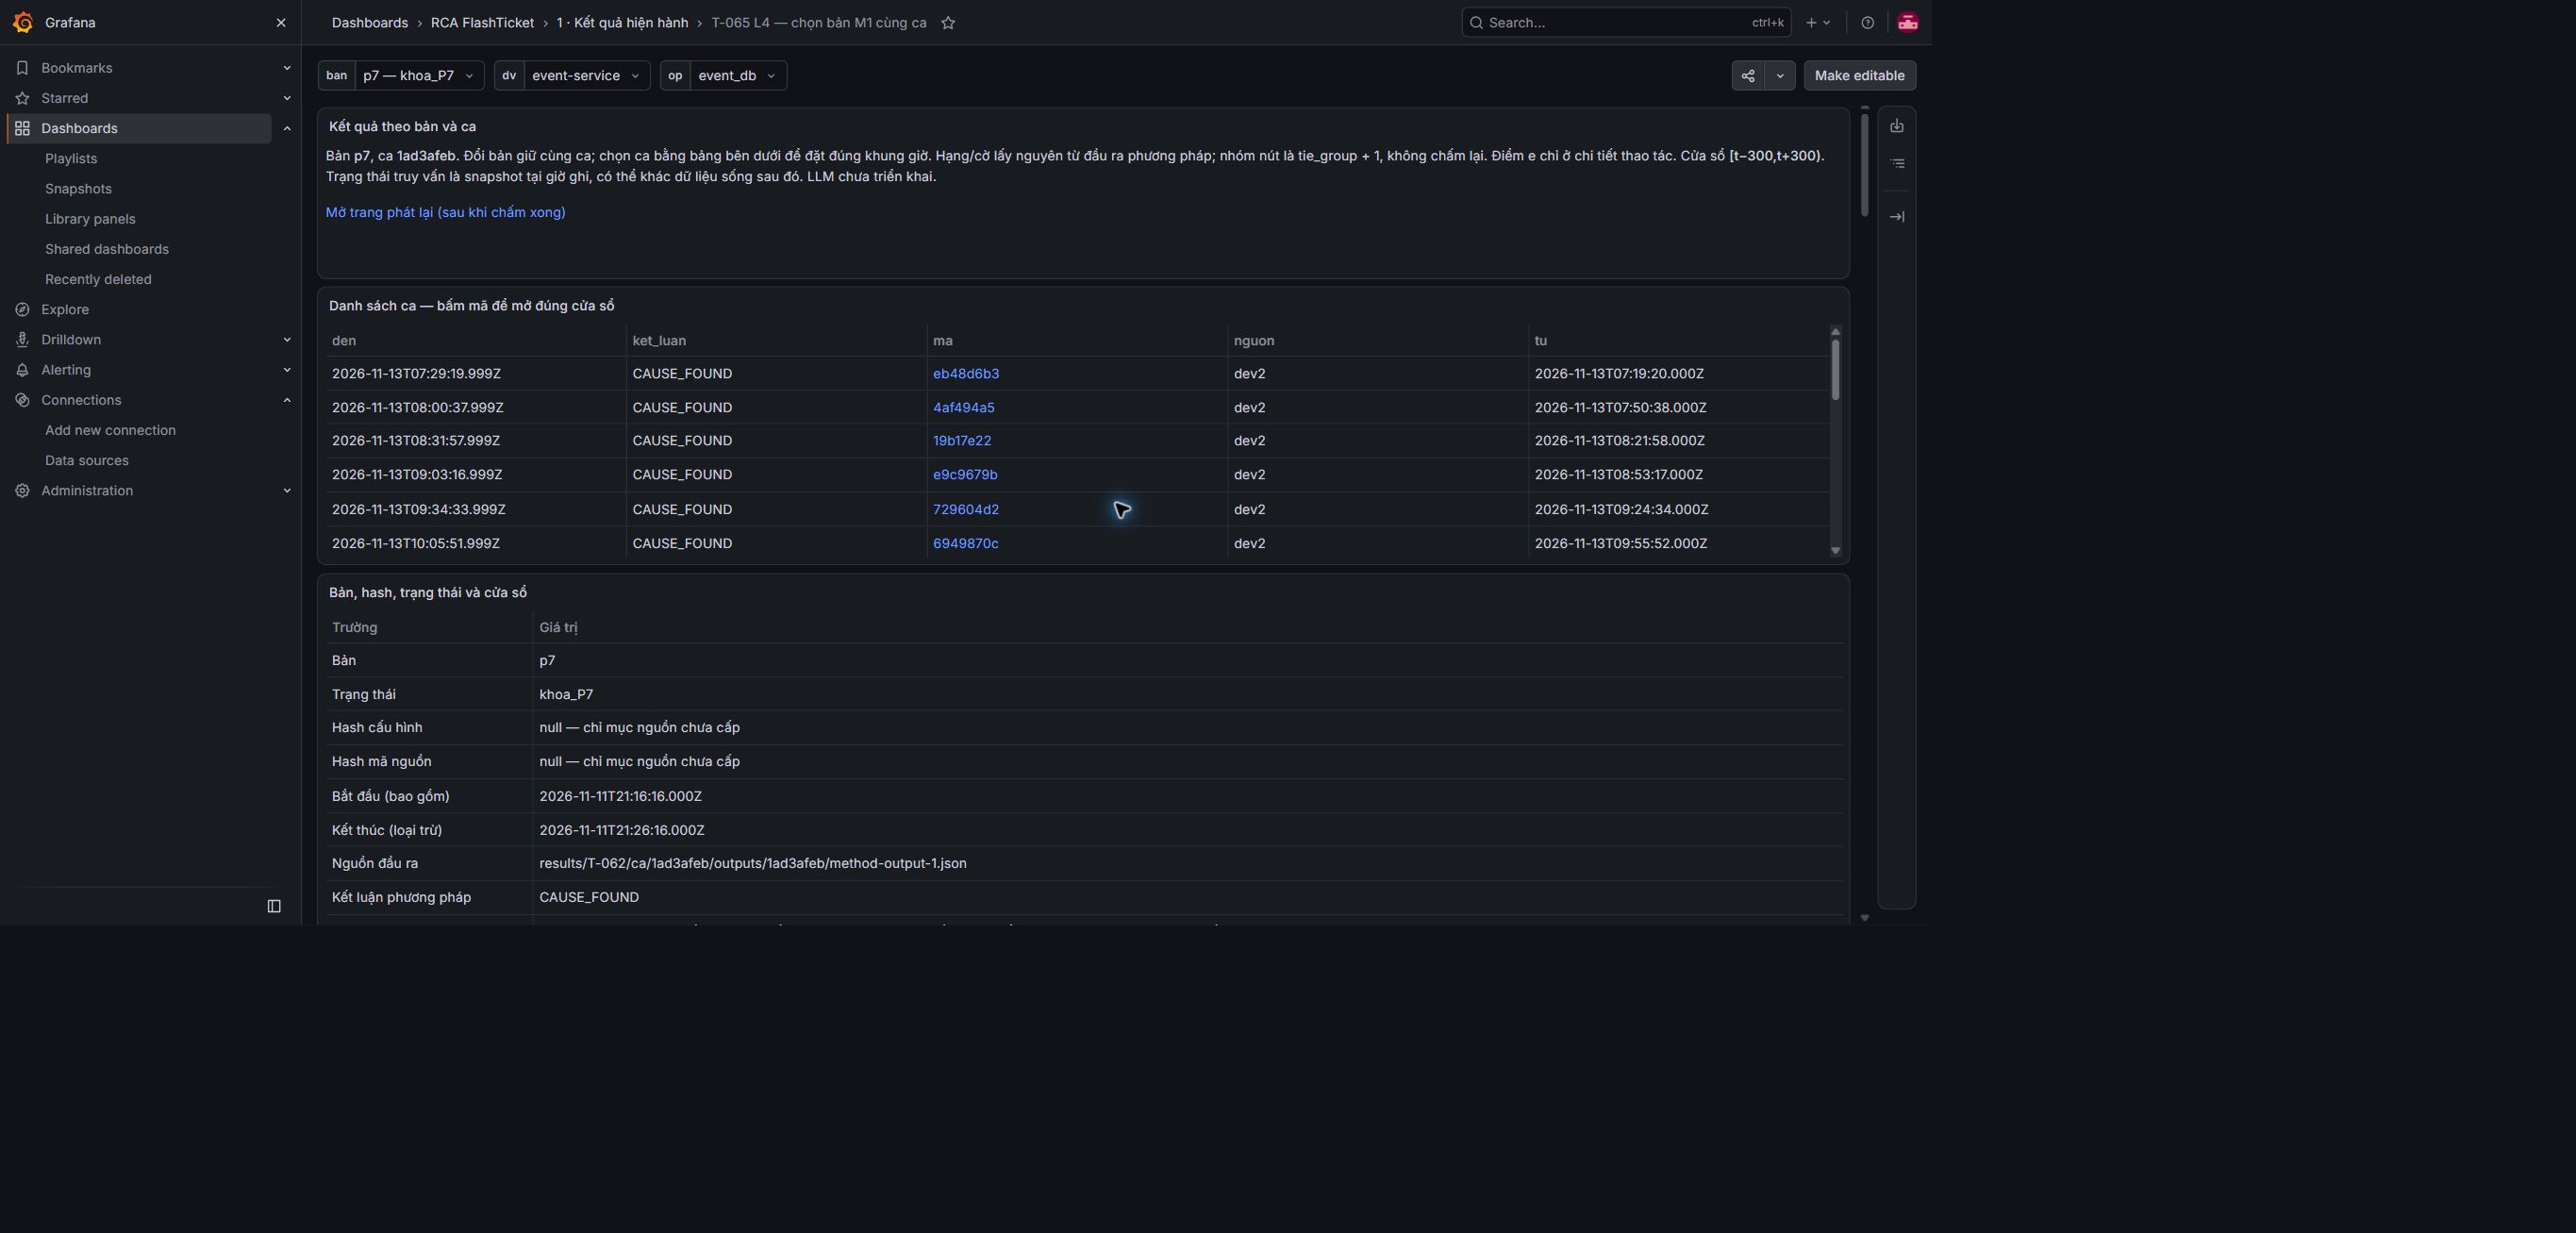 Grafana
Dashboards › RCA FlashTicket › 1 · Kết quả hiện hành › T-065 L4 — chọn bản M1 cùng ca
Search... ctrl+k
Bookmarks
Starred
Dashboards
Playlists
Snapshots
Library panels
Shared dashboards
Recently deleted
Explore
Drilldown
Alerting
Connections
Add new connection
Data sources
Administration
ban p7 — khoa_P7 dv event-service op event_db
Make editable
Kết quả theo bản và ca
Bản p7, ca 1ad3afeb. Đổi bản giữ cùng ca; chọn ca bằng bảng bên dưới để đặt đúng khung giờ. Hạng/cờ lấy nguyên từ đầu ra phương pháp; nhóm nút là tie_group + 1, không chấm lại. Điểm e chỉ ở chi tiết thao tác. Cửa sổ [t−300,t+300).
Trạng thái truy vấn là snapshot tại giờ ghi, có thể khác dữ liệu sống sau đó. LLM chưa triển khai.
Mở trang phát lại (sau khi chấm xong)
Danh sách ca — bấm mã để mở đúng cửa sổ
den ket_luan ma nguon tu
2026-11-13T07:29:19.999Z CAUSE_FOUND eb48d6b3 dev2 2026-11-13T07:19:20.000Z
2026-11-13T08:00:37.999Z CAUSE_FOUND 4af494a5 dev2 2026-11-13T07:50:38.000Z
2026-11-13T08:31:57.999Z CAUSE_FOUND 19b17e22 dev2 2026-11-13T08:21:58.000Z
2026-11-13T09:03:16.999Z CAUSE_FOUND e9c9679b dev2 2026-11-13T08:53:17.000Z
2026-11-13T09:34:33.999Z CAUSE_FOUND 729604d2 dev2 2026-11-13T09:24:34.000Z
2026-11-13T10:05:51.999Z CAUSE_FOUND 6949870c dev2 2026-11-13T09:55:52.000Z
Bản, hash, trạng thái và cửa sổ
Trường Giá trị
Bản p7
Trạng thái khoa_P7
Hash cấu hình null — chỉ mục nguồn chưa cấp
Hash mã nguồn null — chỉ mục nguồn chưa cấp
Bắt đầu (bao gồm) 2026-11-11T21:16:16.000Z
Kết thúc (loại trừ) 2026-11-11T21:26:16.000Z
Nguồn đầu ra results/T-062/ca/1ad3afeb/outputs/1ad3afeb/method-output-1.json
Kết luận phương pháp CAUSE_FOUND